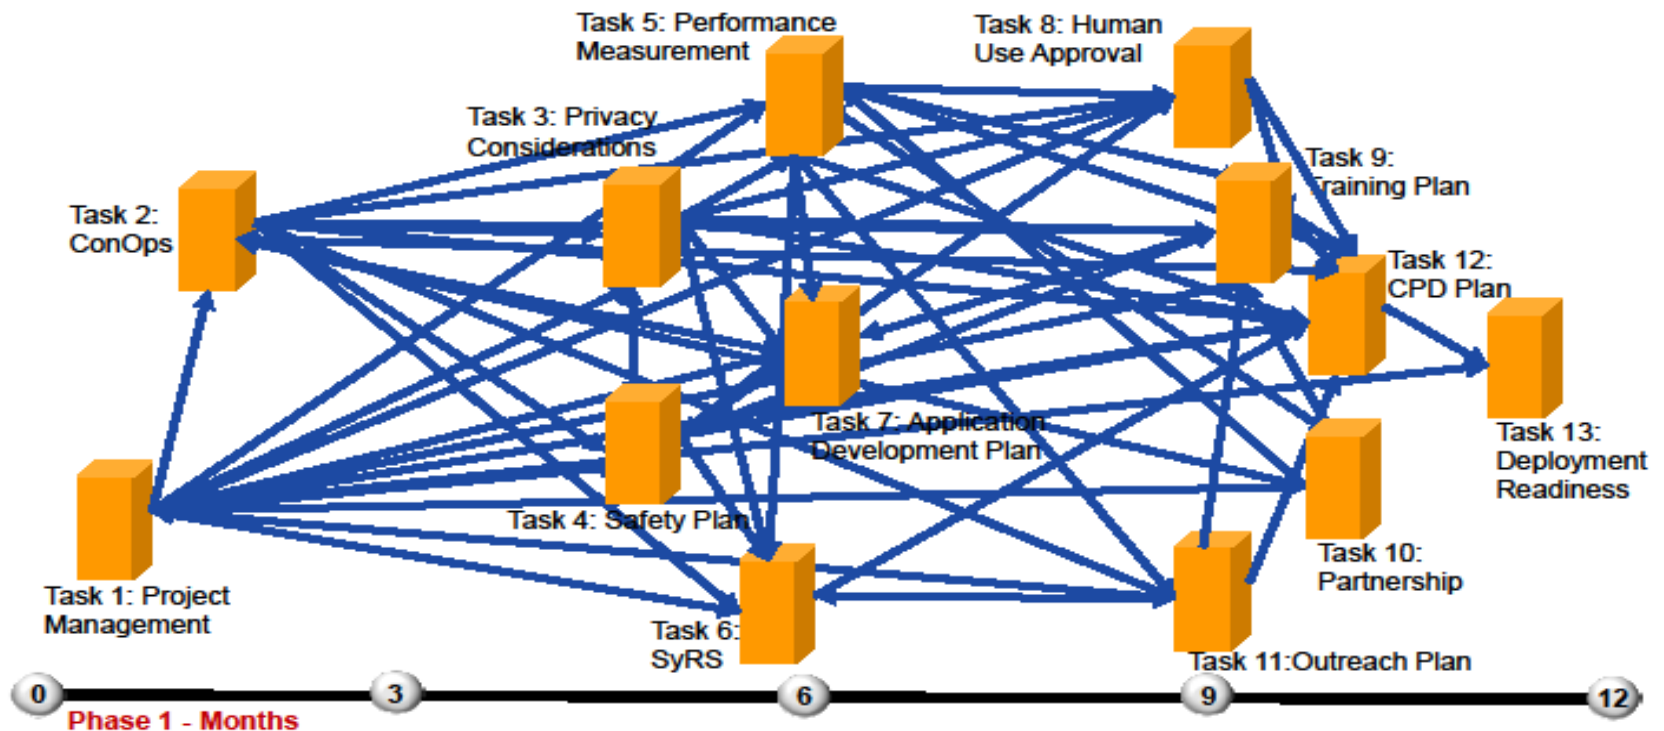 Task 5: Performance
Measurement
Task 8: Human
Use Approval
Task 3: Privacy
Considerations
Task 9:
Training Plan
Task 2:
ConOps
Task 12:
CPD Plan
Task 7: Application
Development Plan
Task 13:
Deployment
Readiness
Task 4: Safety Plan
Task 10:
Partnership
Task 1: Project
Management
Task 6:
SyRS
Task 11:Outreach Plan
0 3 6 9 12
Phase 1 - Months